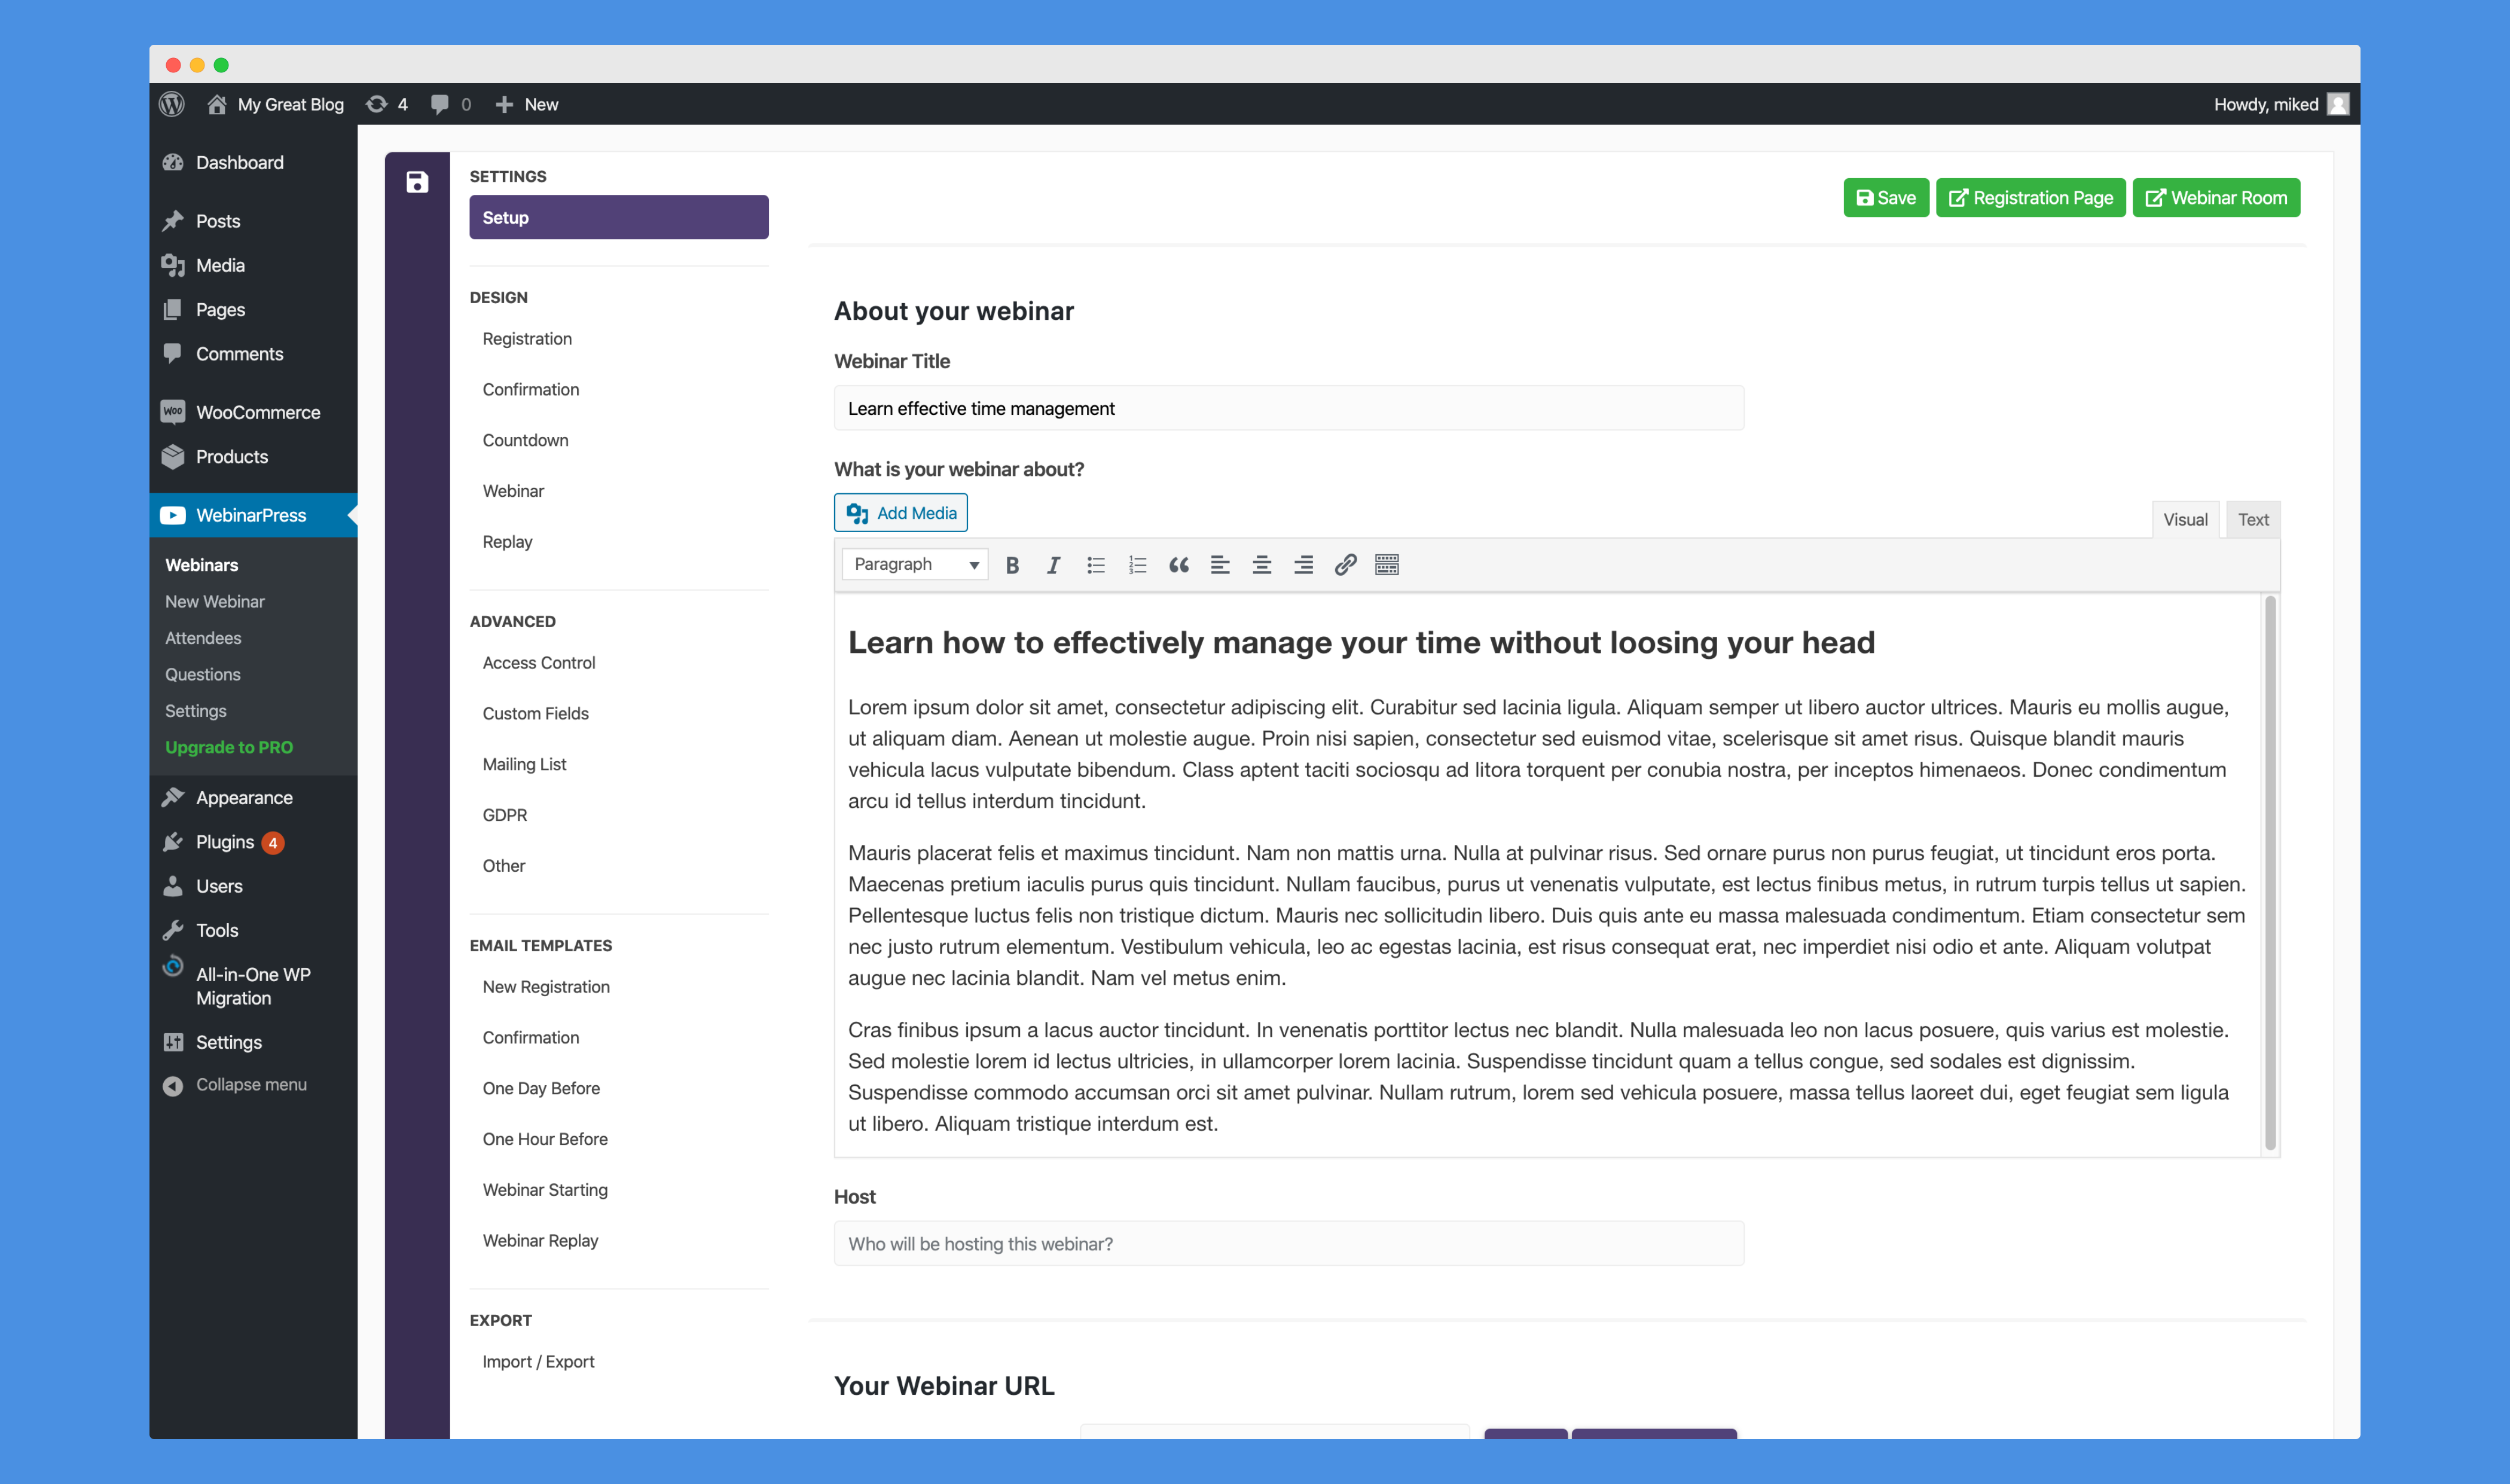 My Great Blog 4 0 New Howdy, miked
Dashboard
Posts
Media
Pages
Comments
WOO WooCommerce
Products
WebinarPress
Webinars
New Webinar
Attendees
Questions
Settings
Upgrade to PRO
Appearance
Plugins 4
Users
Tools
All-in-One WP
Migration
Settings
Collapse menu
SETTINGS
Setup
DESIGN
Registration
Confirmation
Countdown
Webinar
Replay
ADVANCED
Access Control
Custom Fields
Mailing List
GDPR
Other
EMAIL TEMPLATES
New Registration
Confirmation
One Day Before
One Hour Before
Webinar Starting
Webinar Replay
EXPORT
Import / Export
Save Registration Page Webinar Room
About your webinar
Webinar Title
Learn effective time management
What is your webinar about?
Add Media
Visual Text
Paragraph
Learn how to effectively manage your time without loosing your head
Lorem ipsum dolor sit amet, consectetur adipiscing elit. Curabitur sed lacinia ligula. Aliquam semper ut libero auctor ultrices. Mauris eu mollis augue,
ut aliquam diam. Aenean ut molestie augue. Proin nisi sapien, consectetur sed euismod vitae, scelerisque sit amet risus. Quisque blandit mauris
vehicula lacus vulputate bibendum. Class aptent taciti sociosqu ad litora torquent per conubia nostra, per inceptos himenaeos. Donec condimentum
arcu id tellus interdum tincidunt.
Mauris placerat felis et maximus tincidunt. Nam non mattis urna. Nulla at pulvinar risus. Sed ornare purus non purus feugiat, ut tincidunt eros porta.
Maecenas pretium iaculis purus quis tincidunt. Nullam faucibus, purus ut venenatis vulputate, est lectus finibus metus, in rutrum turpis tellus ut sapien.
Pellentesque luctus felis non tristique dictum. Mauris nec sollicitudin libero. Duis quis ante eu massa malesuada condimentum. Etiam consectetur sem
nec justo rutrum elementum. Vestibulum vehicula, leo ac egestas lacinia, est risus consequat erat, nec imperdiet nisi odio et ante. Aliquam volutpat
augue nec lacinia blandit. Nam vel metus enim.
Cras finibus ipsum a lacus auctor tincidunt. In venenatis porttitor lectus nec blandit. Nulla malesuada leo non lacus posuere, quis varius est molestie.
Sed molestie lorem id lectus ultricies, in ullamcorper lorem lacinia. Suspendisse tincidunt quam a tellus congue, sed sodales est dignissim.
Suspendisse commodo accumsan orci sit amet pulvinar. Nullam rutrum, lorem sed vehicula posuere, massa tellus laoreet dui, eget feugiat sem ligula
ut libero. Aliquam tristique interdum est.
Host
Who will be hosting this webinar?
Your Webinar URL